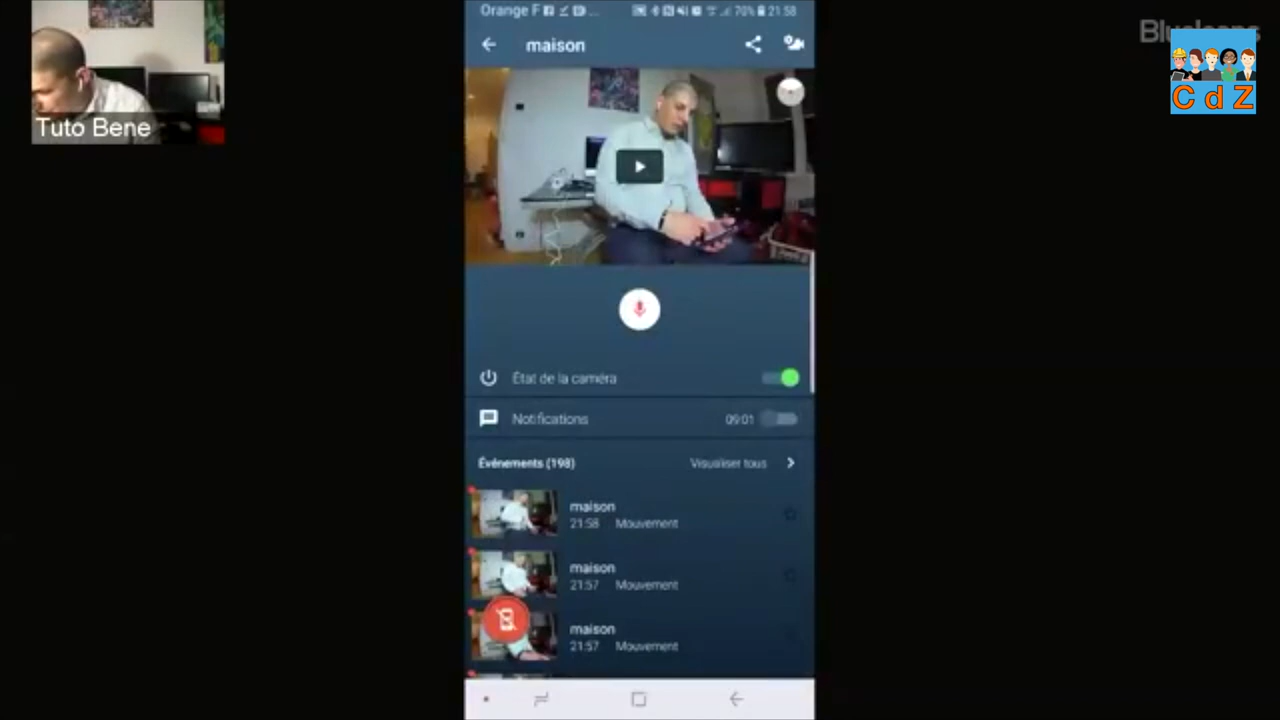 Orange F
70% 21:58
maison
BlueJeans
C d Z
Tuto Bene
État de la caméra
Notifications 09:01
Événements (198) Visualiser tous
maison
21:58 Mouvement
maison
21:57 Mouvement
maison
21:57 Mouvement